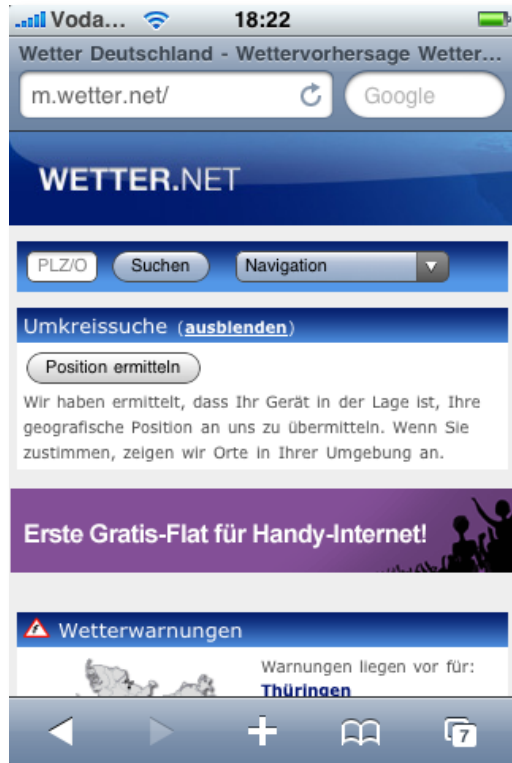 Voda... 18:22
Wetter Deutschland - Wettervorhersage Wetter...
m.wetter.net/ Google
WETTER.NET
PLZ/O Suchen Navigation
Umkreissuche (ausblenden)
Position ermitteln
Wir haben ermittelt, dass Ihr Gerät in der Lage ist, Ihre
geografische Position an uns zu übermitteln. Wenn Sie
zustimmen, zeigen wir Orte in Ihrer Umgebung an.
Erste Gratis-Flat für Handy-Internet!
Wetterwarnungen
Warnungen liegen vor für:
Thüringen
7